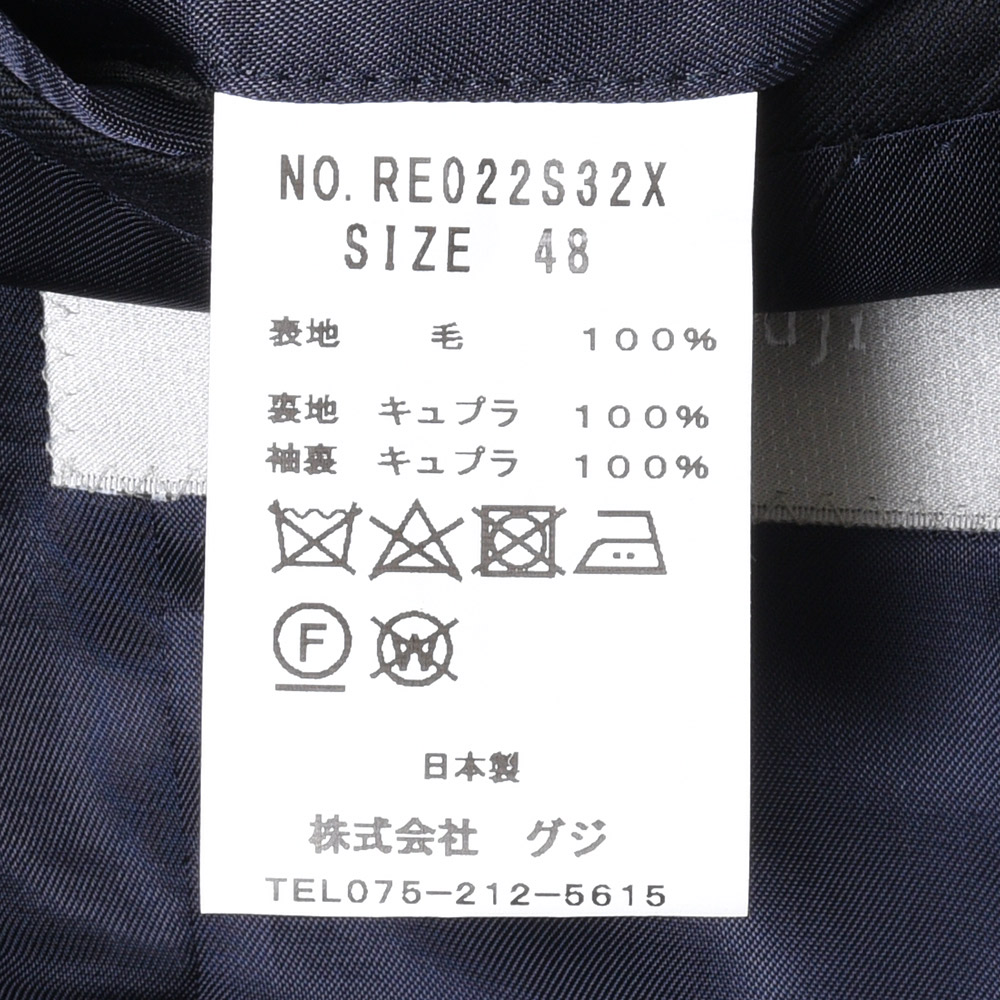 NO. RE022S32X
SIZE 48
表地 毛 100%
裏地 キュプラ 100%
袖裏 キュプラ 100%
F
W
日本製
株式会社 グジ
TEL075-212-5615